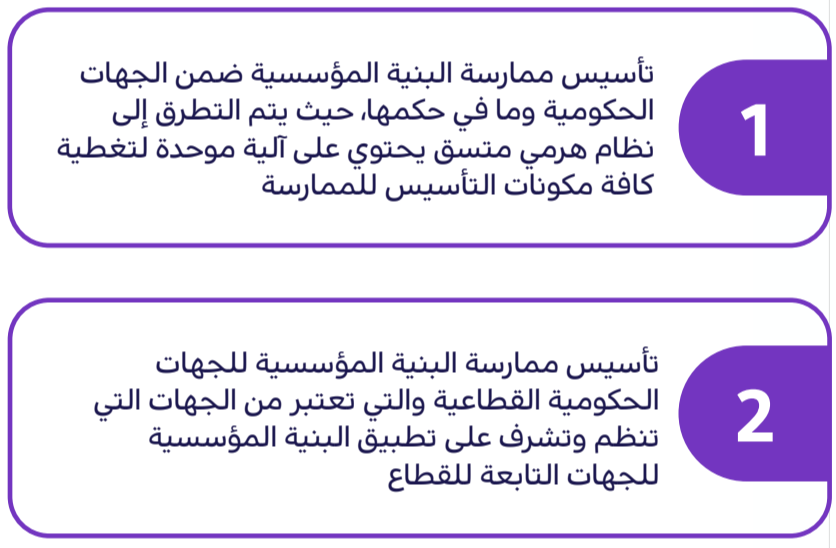 1
تأسيس ممارسة البنية المؤسسية ضمن الجهات
الحكومية وما في حكمها، حيث يتم التطرق إلى
نظام هرمي متسق يحتوي على آلية موحدة لتغطية
كافة مكونات التأسيس للممارسة
2
تأسيس ممارسة البنية المؤسسية للجهات
الحكومية القطاعية والتي تعتبر من الجهات التي
تنظم وتشرف على تطبيق البنية المؤسسية
للجهات التابعة للقطاع